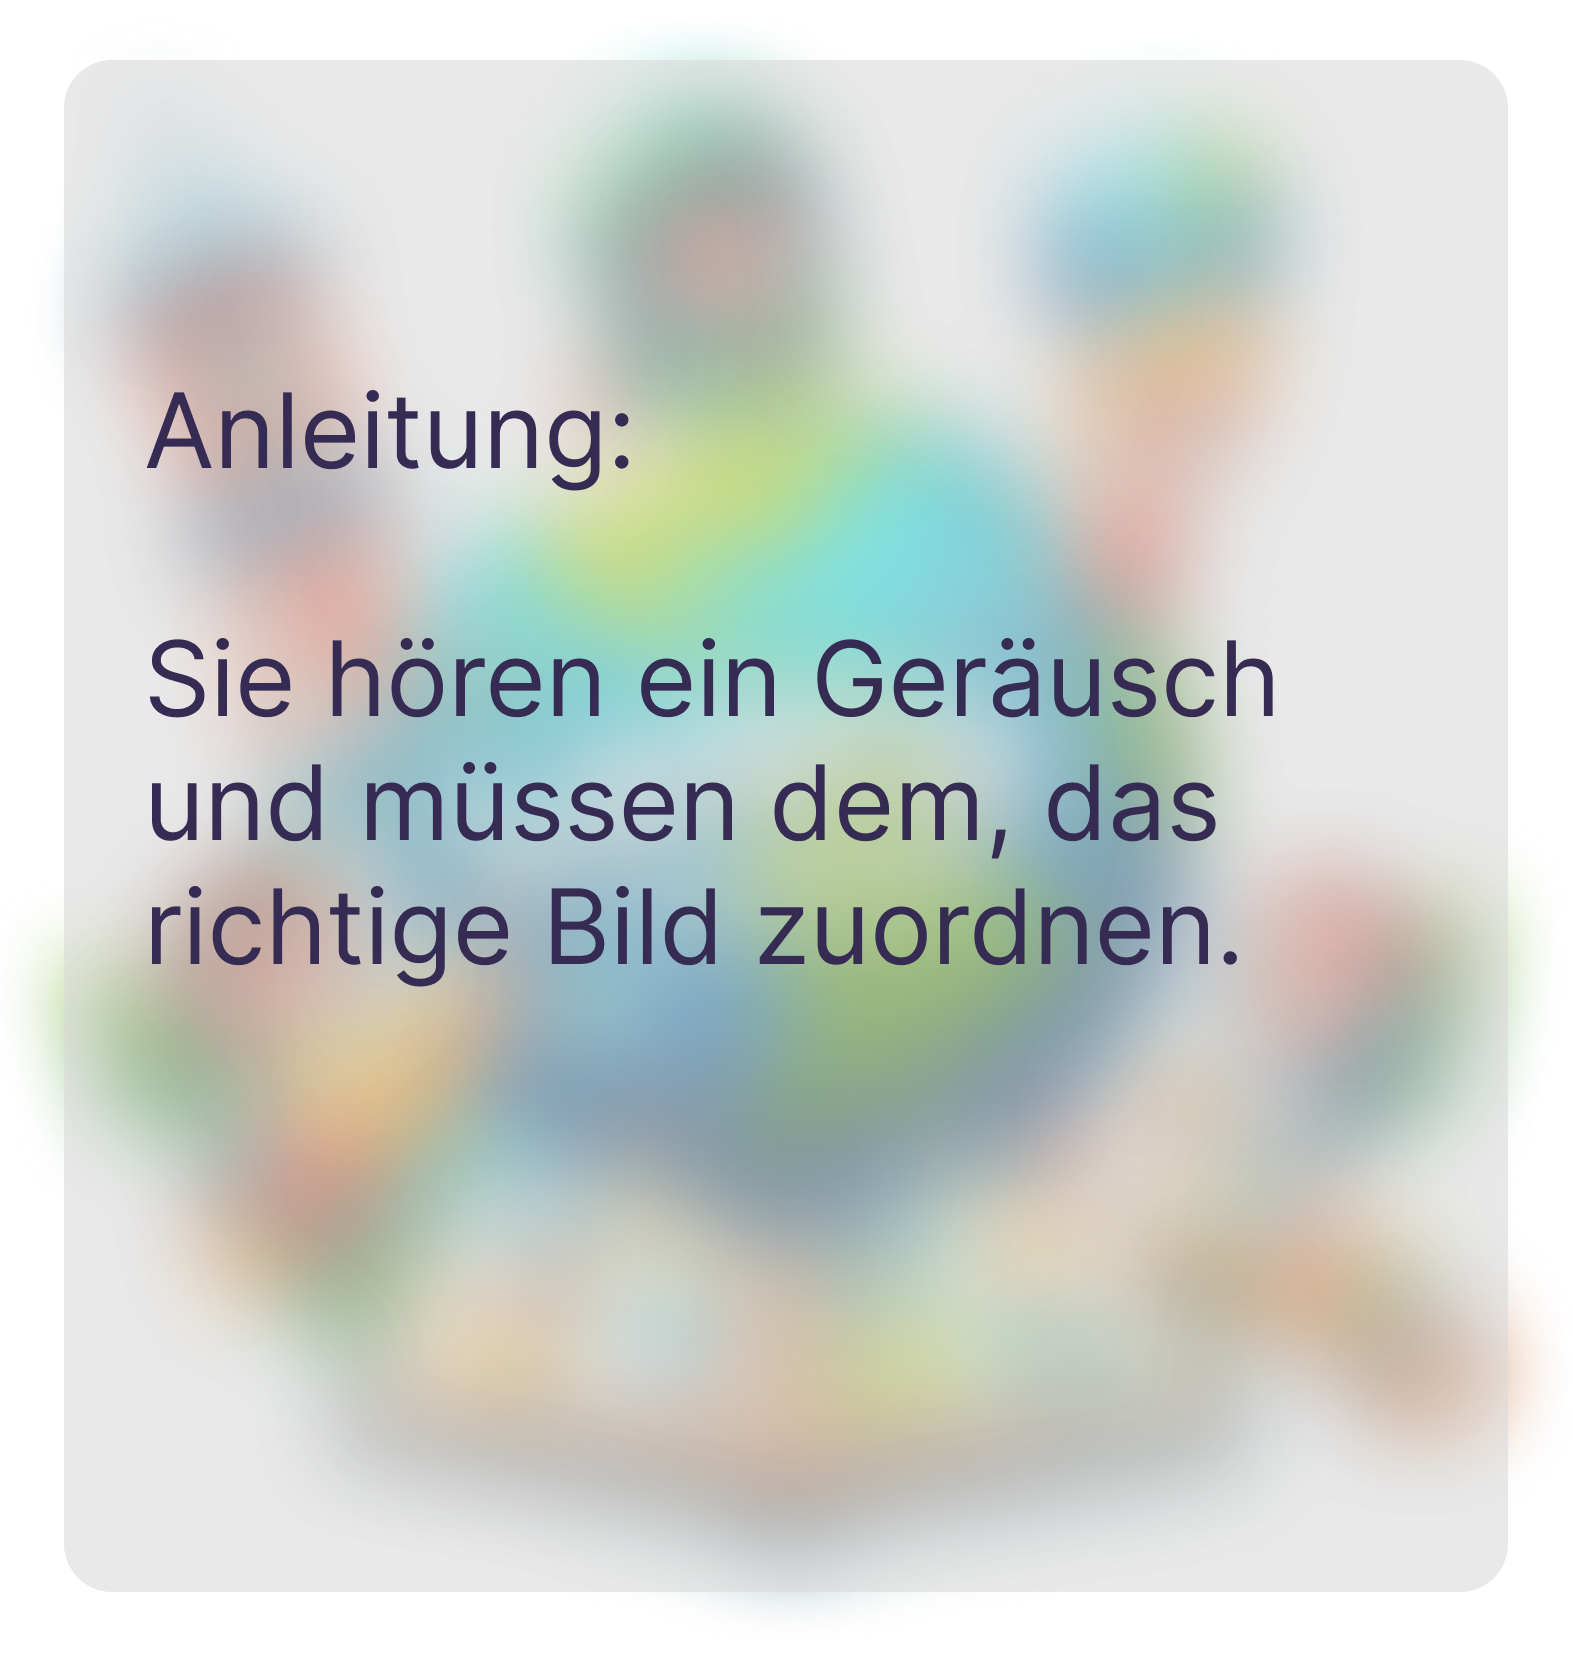 Anleitung:
Sie hören ein Geräusch
und müssen dem, das
richtige Bild zuordnen.